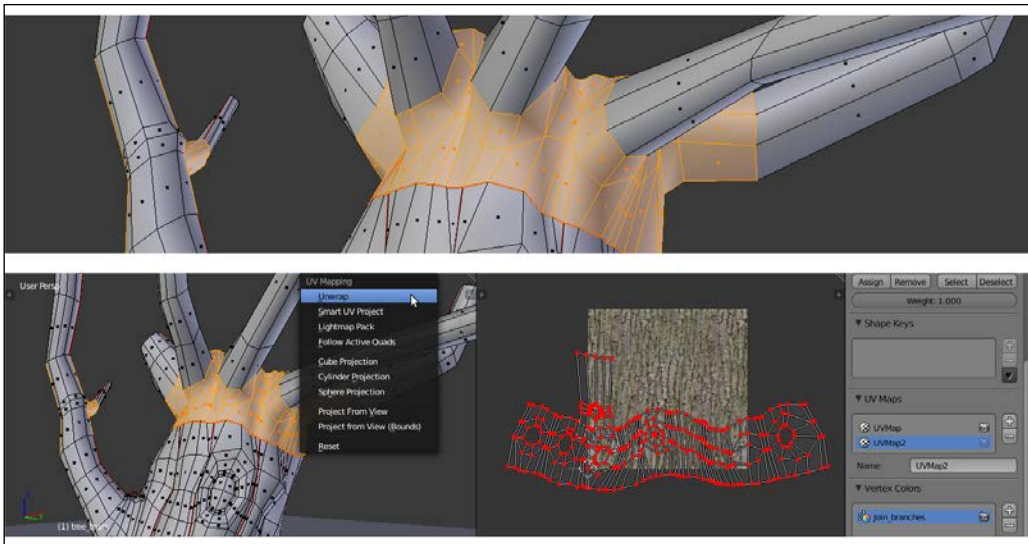 User Persp
UV Mapping
Unwrap
Smart UV Project
Lightmap Pack
Follow Active Quads
Cube Projection
Cylinder Projection
Sphere Projection
Project From View
Project from View (Bounds)
Reset
Assign Remove Select Deselect
Weight: 1.000
Shape Keys
UV Maps
UVMap
UVMap2
Name: UVMap2
Vertex Colors
join_branches